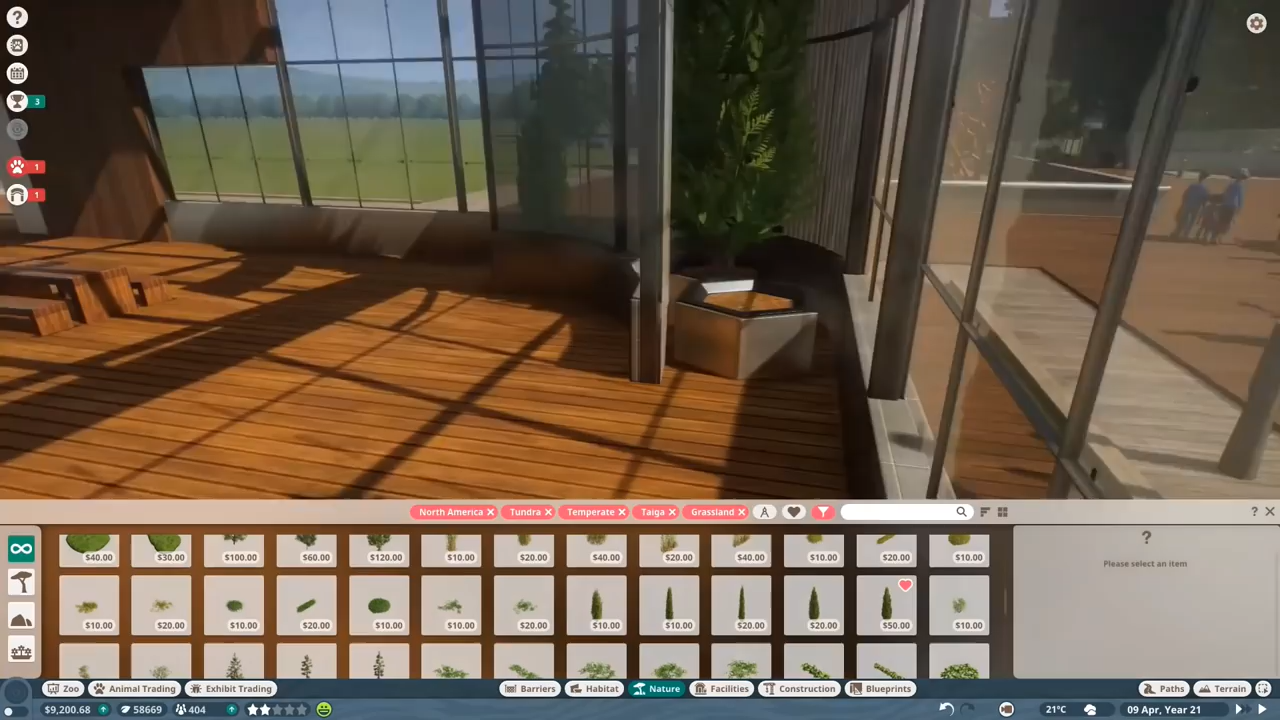 ?
3
1
1
North America ✕ Tundra ✕ Temperate ✕ Taiga ✕ Grassland ✕
? ✕
?
Please select an item
$40.00 $30.00 $100.00 $60.00 $120.00 $10.00 $20.00 $40.00 $20.00 $40.00 $10.00 $20.00 $10.00
$10.00 $20.00 $10.00 $20.00 $10.00 $10.00 $20.00 $10.00 $10.00 $20.00 $20.00 $50.00 $10.00
Zoo Animal Trading Exhibit Trading Barriers Habitat Nature Facilities Construction Blueprints Paths Terrain
$9,200.68 58669 404 21°C 09 Apr, Year 21